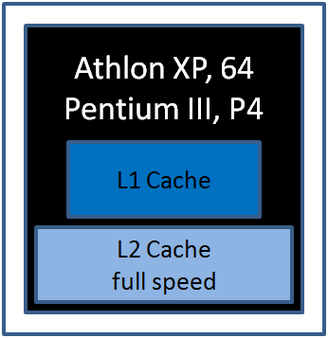 Athlon XP, 64
Pentium III, P4
L1 Cache
L2 Cache
full speed